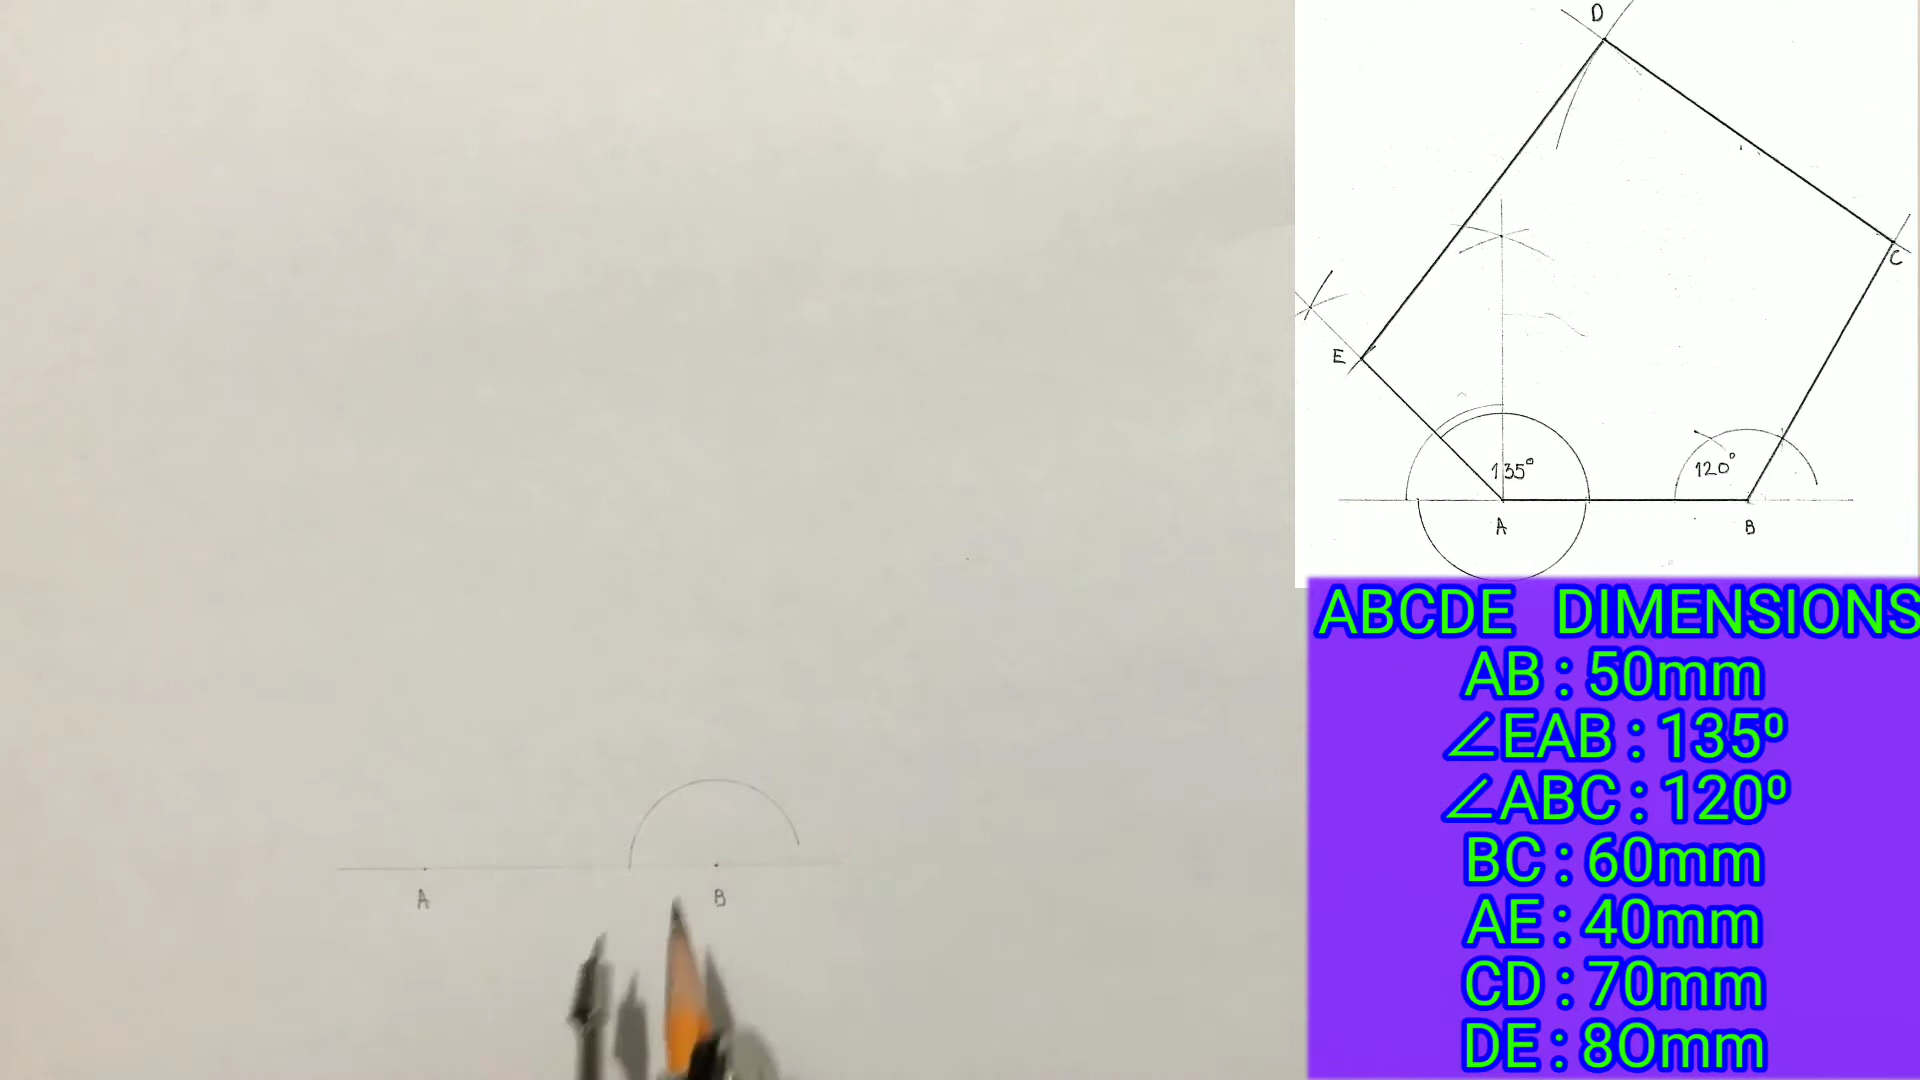 D
C
E
135°
120°
A
B
A
B
ABCDE DIMENSIONS
AB : 50mm
∠EAB : 135º
∠ABC : 120º
BC : 60mm
AE : 40mm
CD : 70mm
DE : 80mm